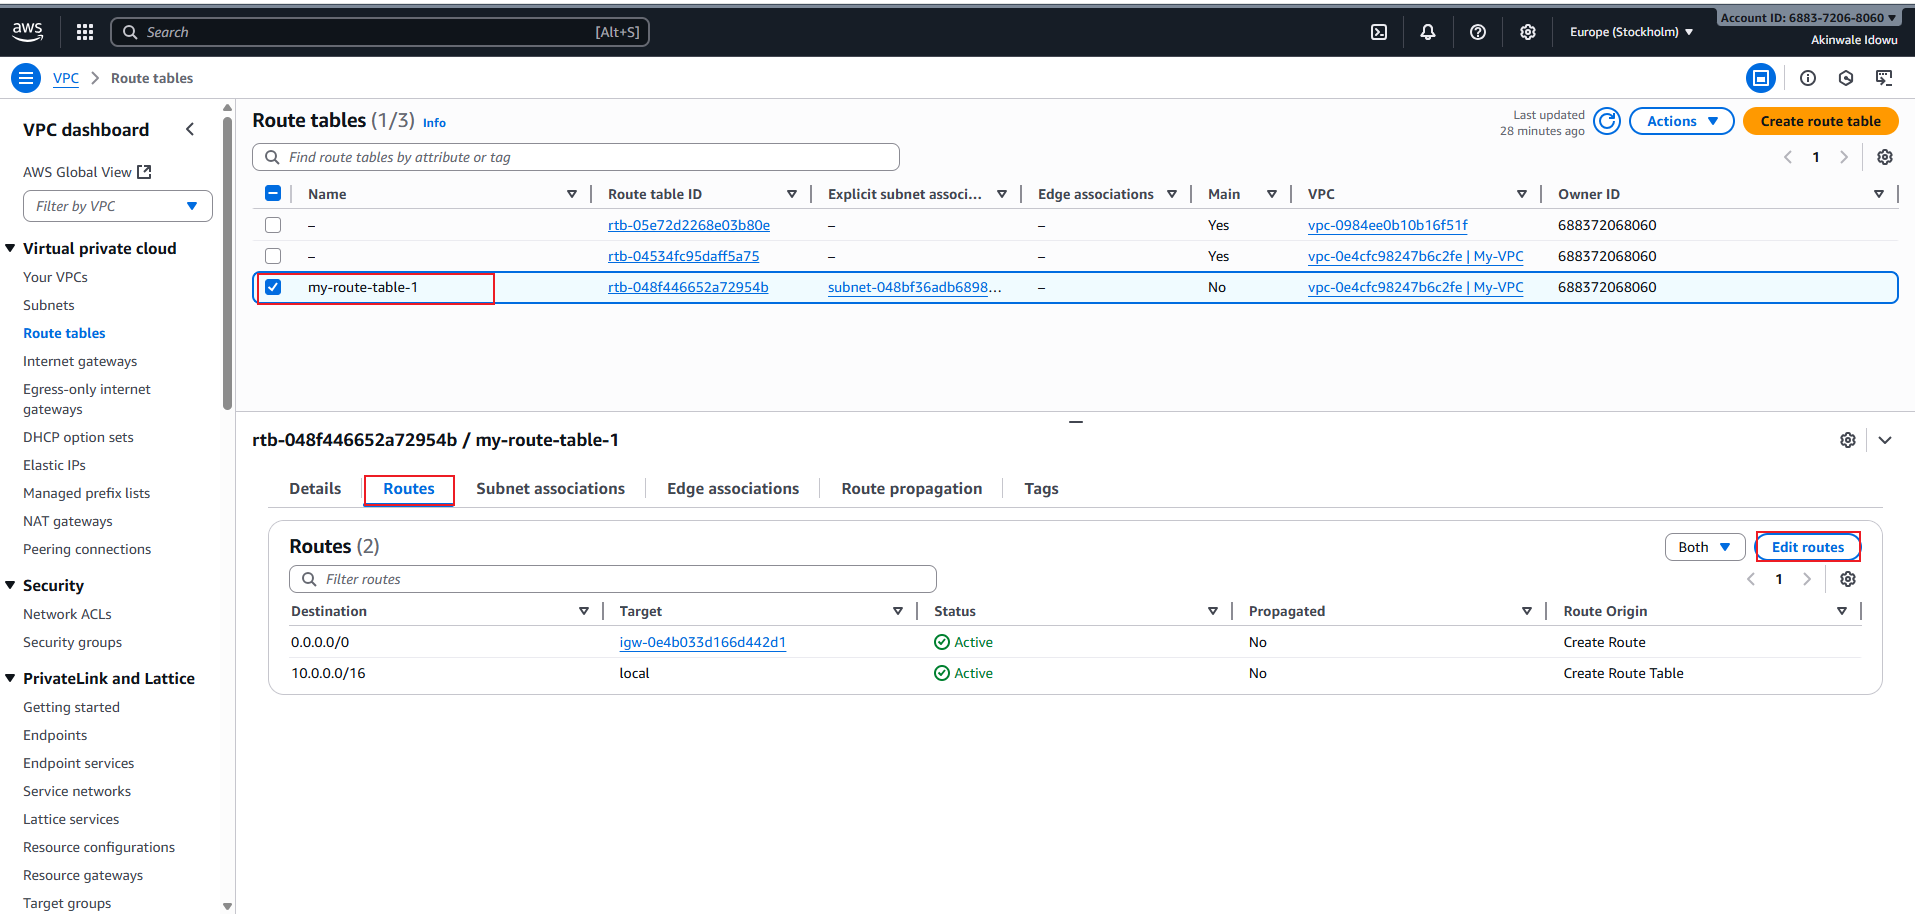 aws
Search [Alt+S]
Europe (Stockholm)
Account ID: 6883-7206-8060
Akinwale Idowu
VPC
Route tables
VPC dashboard
AWS Global View
Filter by VPC
Virtual private cloud
Your VPCs
Subnets
Route tables
Internet gateways
Egress-only internet
gateways
DHCP option sets
Elastic IPs
Managed prefix lists
NAT gateways
Peering connections
Security
Network ACLs
Security groups
PrivateLink and Lattice
Getting started
Endpoints
Endpoint services
Service networks
Lattice services
Resource configurations
Resource gateways
Target groups
Route tables (1/3) Info
Last updated
28 minutes ago
Actions
Create route table
Find route tables by attribute or tag
1
Name Route table ID Explicit subnet associ... Edge associations Main VPC Owner ID
– rtb-05e72d2268e03b80e – – Yes vpc-0984ee0b10b16f51f 688372068060
– rtb-04534fc95daff5a75 – – Yes vpc-0e4cfc98247b6c2fe | My-VPC 688372068060
my-route-table-1 rtb-048f446652a72954b subnet-048bf36adb6898... – No vpc-0e4cfc98247b6c2fe | My-VPC 688372068060
rtb-048f446652a72954b / my-route-table-1
Details Routes Subnet associations Edge associations Route propagation Tags
Routes (2)
Both
Edit routes
Filter routes
1
Destination Target Status Propagated Route Origin
0.0.0.0/0 igw-0e4b033d166d442d1 Active No Create Route
10.0.0.0/16 local Active No Create Route Table